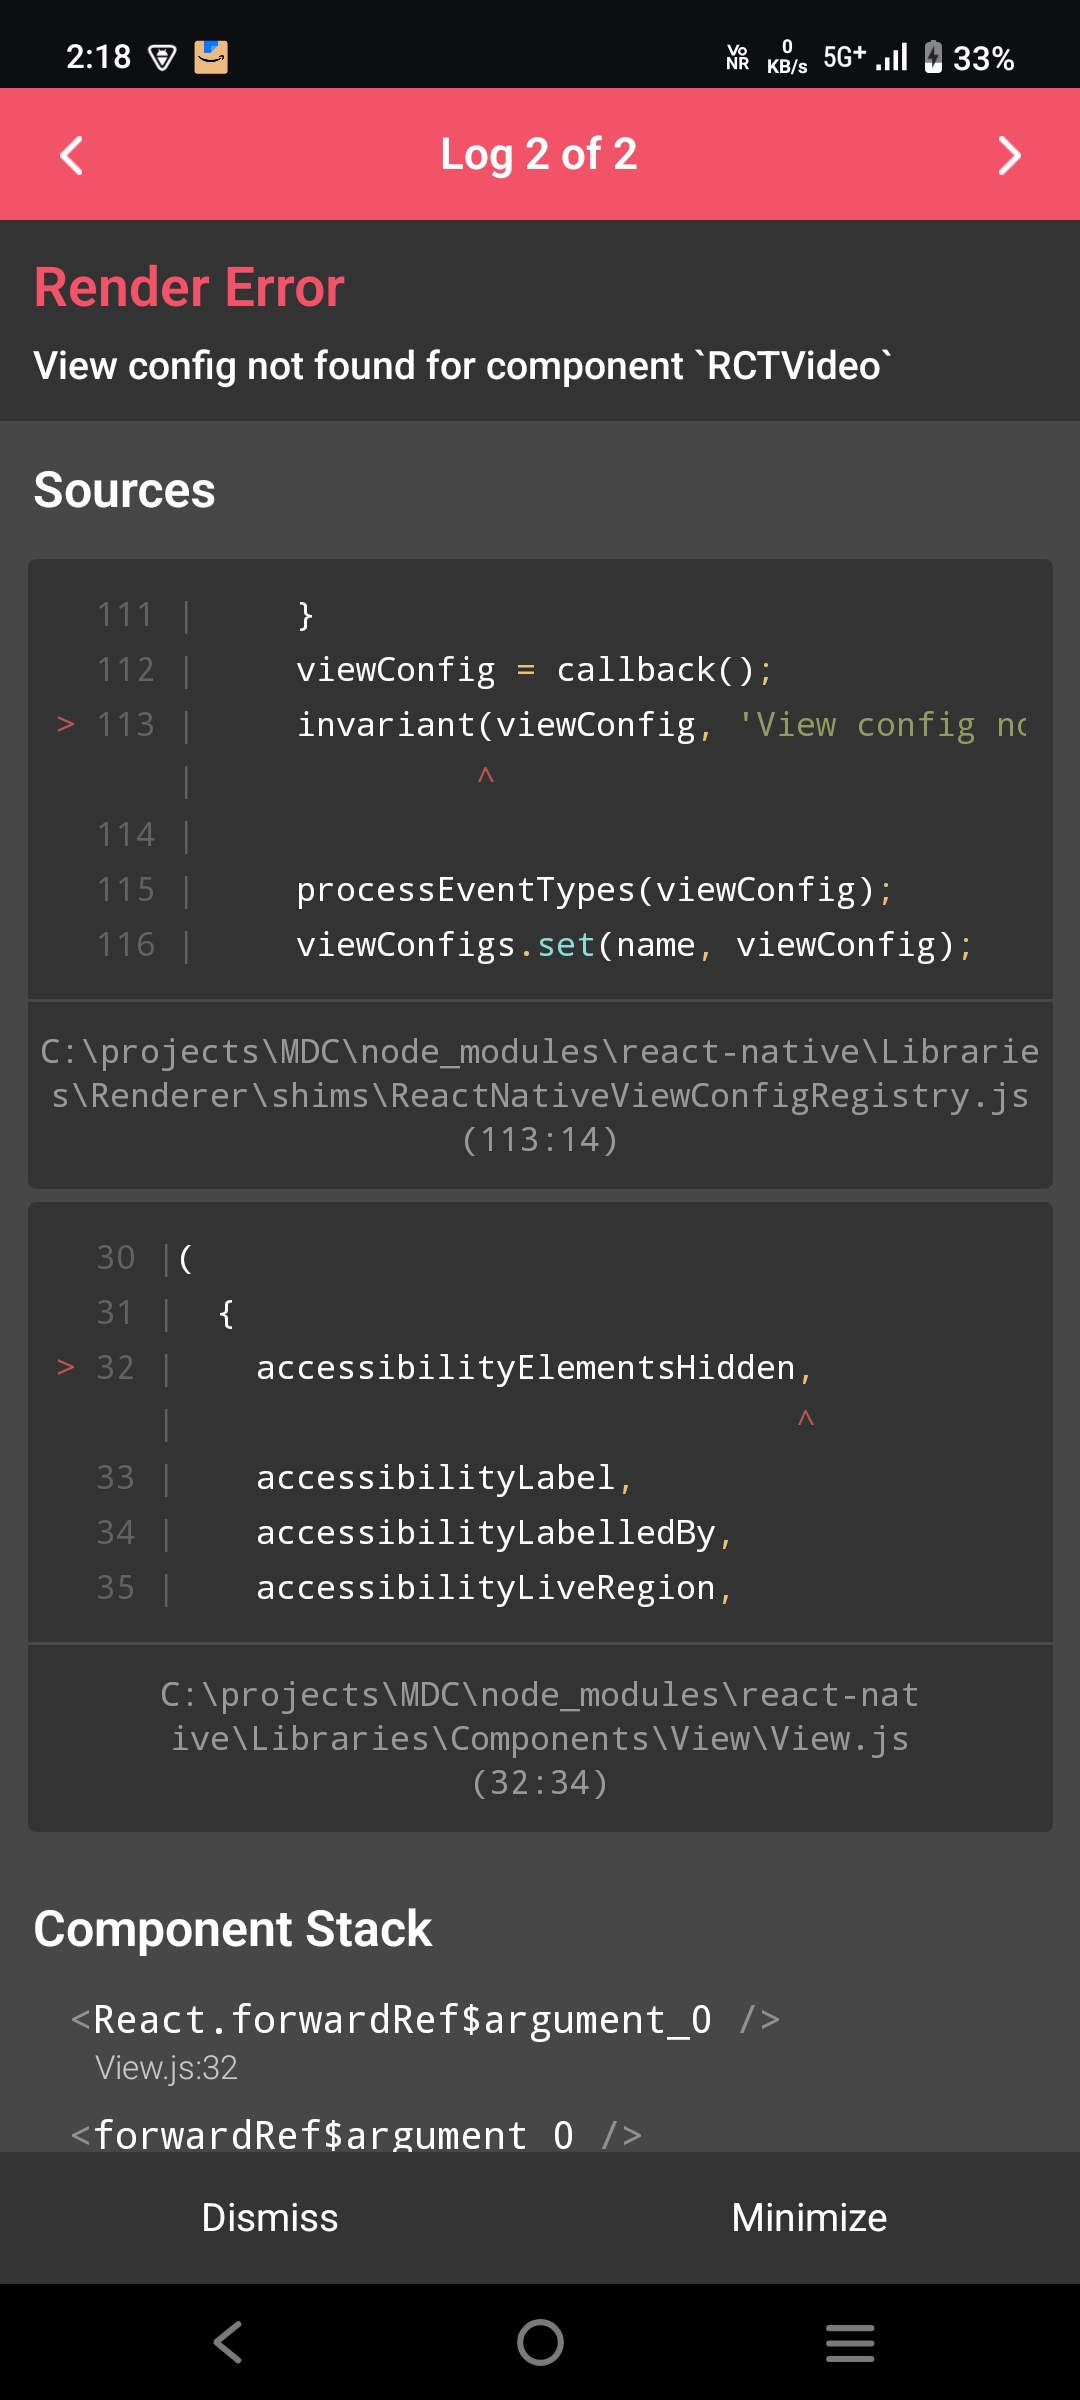 2:18
Vo NR
0 KB/s
5G+
33%
Log 2 of 2
Render Error
View config not found for component `RCTVideo`
Sources
111 |     }
112 |     viewConfig = callback();
> 113 |     invariant(viewConfig, 'View config no
|              ^
114 |
115 |     processEventTypes(viewConfig);
116 |     viewConfigs.set(name, viewConfig);
C:\projects\MDC\node_modules\react-native\Librarie
s\Renderer\shims\ReactNativeViewConfigRegistry.js
(113:14)
30 |(
31 |  {
> 32 |    accessibilityElementsHidden,
|                                ^
33 |    accessibilityLabel,
34 |    accessibilityLabelledBy,
35 |    accessibilityLiveRegion,
C:\projects\MDC\node_modules\react-nat
ive\Libraries\Components\View\View.js
(32:34)
Component Stack
<React.forwardRef$argument_0 />
View.js:32
<forwardRef$argument_0 />
Dismiss
Minimize